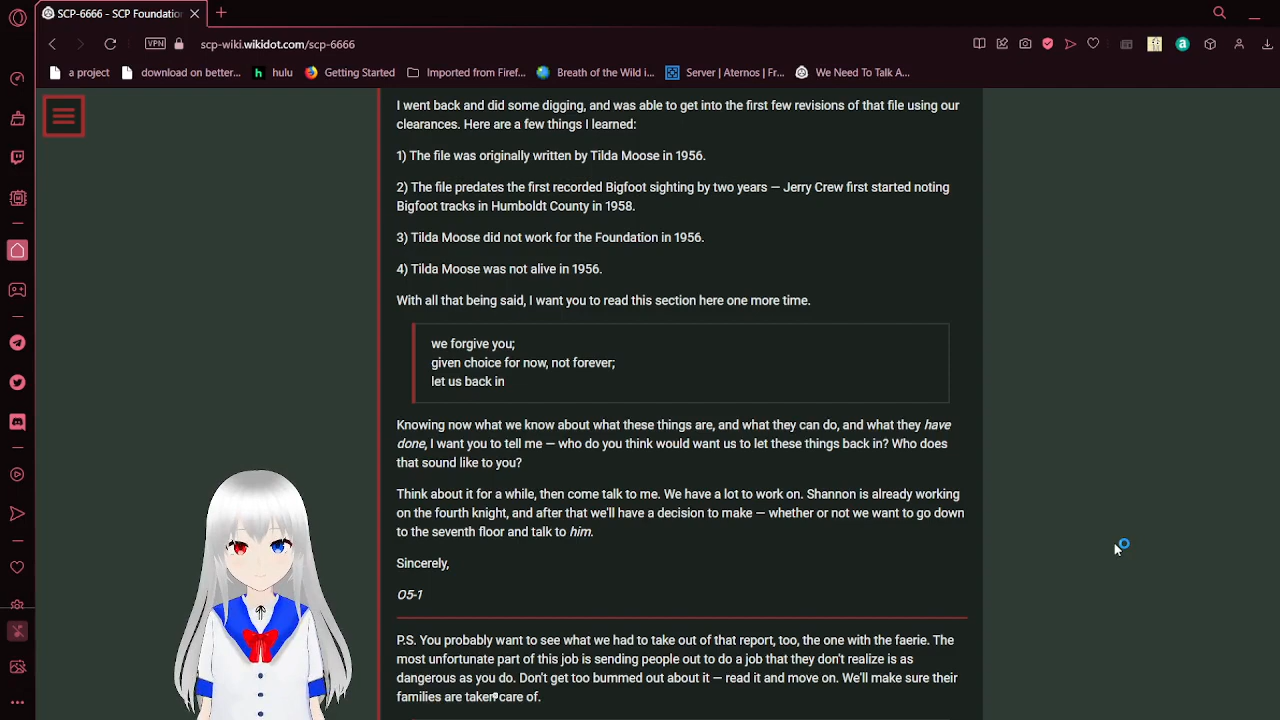 SCP-6666 - SCP Foundation
scp-wiki.wikidot.com/scp-6666
VPN
a project
download on better...
hulu
Getting Started
Imported from Firef...
Breath of the Wild i...
Server | Aternos | Fr...
We Need To Talk A...
I went back and did some digging, and was able to get into the first few revisions of that file using our
clearances. Here are a few things I learned:
1) The file was originally written by Tilda Moose in 1956.
2) The file predates the first recorded Bigfoot sighting by two years — Jerry Crew first started noting
Bigfoot tracks in Humboldt County in 1958.
3) Tilda Moose did not work for the Foundation in 1956.
4) Tilda Moose was not alive in 1956.
With all that being said, I want you to read this section here one more time.
we forgive you;
given choice for now, not forever;
let us back in
Knowing now what we know about what these things are, and what they can do, and what they have
done, I want you to tell me — who do you think would want us to let these things back in? Who does
that sound like to you?
Think about it for a while, then come talk to me. We have a lot to work on. Shannon is already working
on the fourth knight, and after that we'll have a decision to make — whether or not we want to go down
to the seventh floor and talk to him.
Sincerely,
O5-1
P.S. You probably want to see what we had to take out of that report, too, the one with the faerie. The
most unfortunate part of this job is sending people out to do a job that they don't realize is as
dangerous as you do. Don't get too bummed out about it — read it and move on. We'll make sure their
families are taken care of.